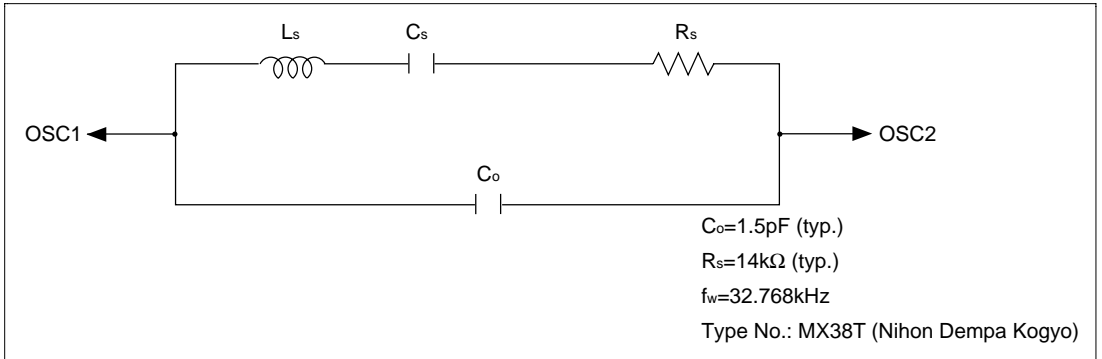 Ls
Cs
Rs
OSC1
OSC2
Co
Co=1.5pF (typ.)
Rs=14kΩ (typ.)
fw=32.768kHz
Type No.: MX38T (Nihon Dempa Kogyo)